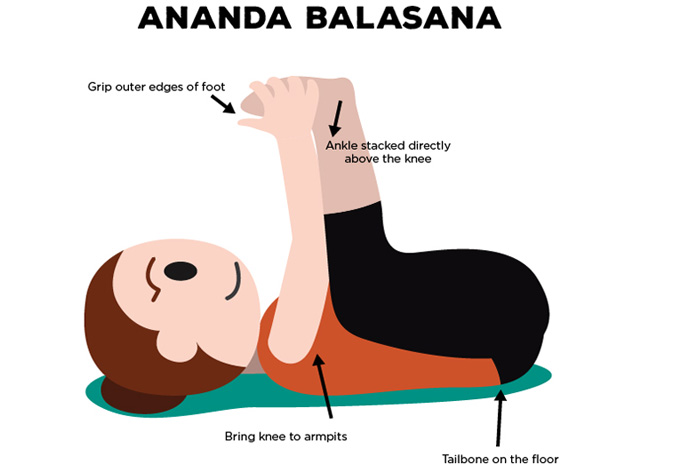 ANANDA BALASANA
Grip outer edges of foot
Ankle stacked directly
above the knee
Bring knee to armpits
Tailbone on the floor